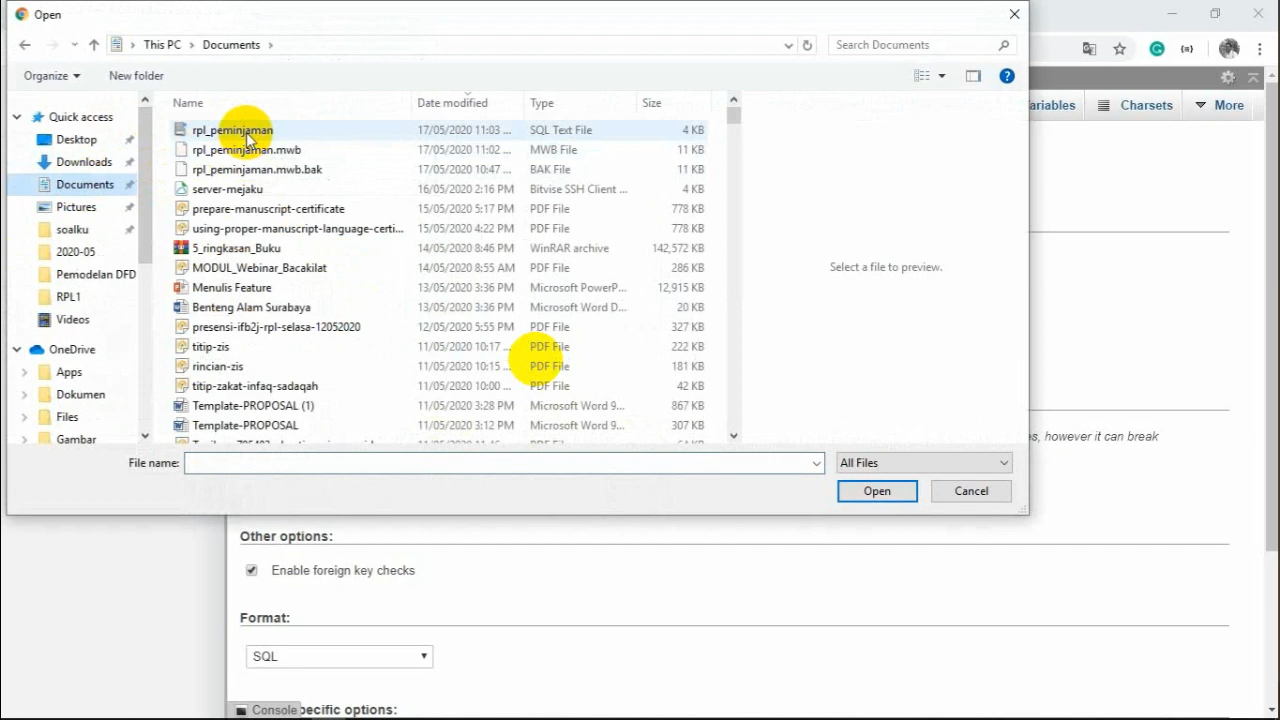 Open
This PC > Documents >
Search Documents
Organize
New folder
ariables
Charsets
More
Quick access
Desktop
Downloads
Documents
Pictures
soalku
2020-05
Pemodelan DFD
RPL1
Videos
OneDrive
Apps
Dokumen
Files
Gambar
Name Date modified Type Size
rpl_peminjaman 17/05/2020 11:03 ... SQL Text File 4 KB
rpl_peminjaman.mwb 17/05/2020 11:02 ... MWB File 11 KB
rpl_peminjaman.mwb.bak 17/05/2020 10:47 ... BAK File 11 KB
server-mejaku 16/05/2020 2:16 PM Bitvise SSH Client ... 4 KB
prepare-manuscript-certificate 15/05/2020 5:17 PM PDF File 778 KB
using-proper-manuscript-language-certi... 15/05/2020 4:22 PM PDF File 778 KB
5_ringkasan_Buku 14/05/2020 8:46 PM WinRAR archive 142,572 KB
MODUL_Webinar_Bacakilat 14/05/2020 8:55 AM PDF File 286 KB
Menulis Feature 13/05/2020 3:36 PM Microsoft PowerP... 12,915 KB
Benteng Alam Surabaya 13/05/2020 3:36 PM Microsoft Word D... 20 KB
presensi-ifb2j-rpl-selasa-12052020 12/05/2020 5:55 PM PDF File 327 KB
titip-zis 11/05/2020 10:17 ... PDF File 222 KB
rincian-zis 11/05/2020 10:15 ... PDF File 181 KB
titip-zakat-infaq-sadaqah 11/05/2020 10:00 ... PDF File 42 KB
Template-PROPOSAL (1) 11/05/2020 3:28 PM Microsoft Word 9... 867 KB
Template-PROPOSAL 11/05/2020 3:12 PM Microsoft Word 9... 307 KB
Select a file to preview.
es, however it can break
File name:
All Files
Open
Cancel
Other options:
Enable foreign key checks
Format:
SQL
Console
pecific options: